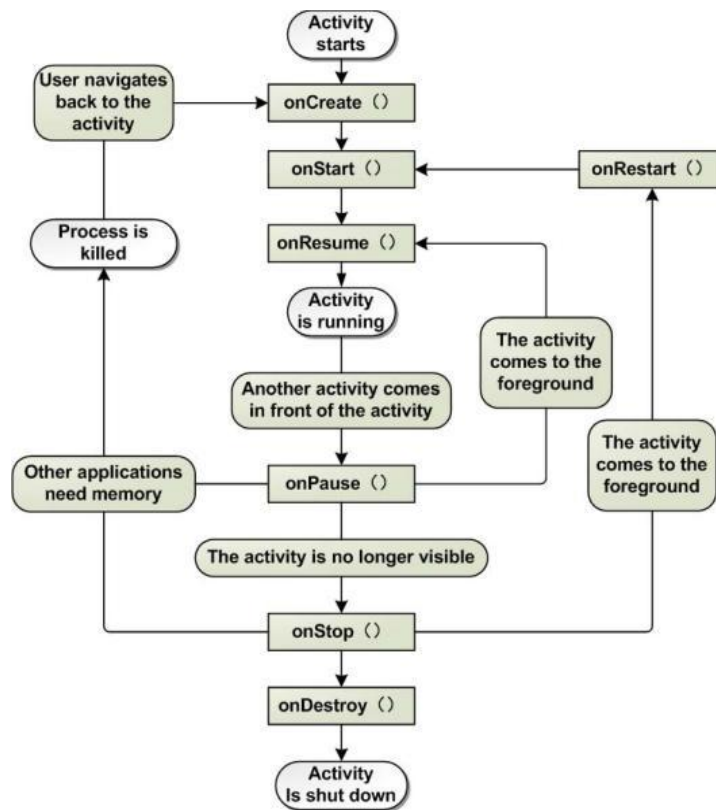 Activity
starts
User navigates
back to the
activity
onCreate ()
onStart ()
onRestart ()
Process is
killed
onResume ()
Activity
is running
The activity
comes to the
foreground
Another activity comes
in front of the activity
The activity
comes to the
foreground
Other applications
need memory
onPause ()
The activity is no longer visible
onStop ()
onDestroy ()
Activity
Is shut down